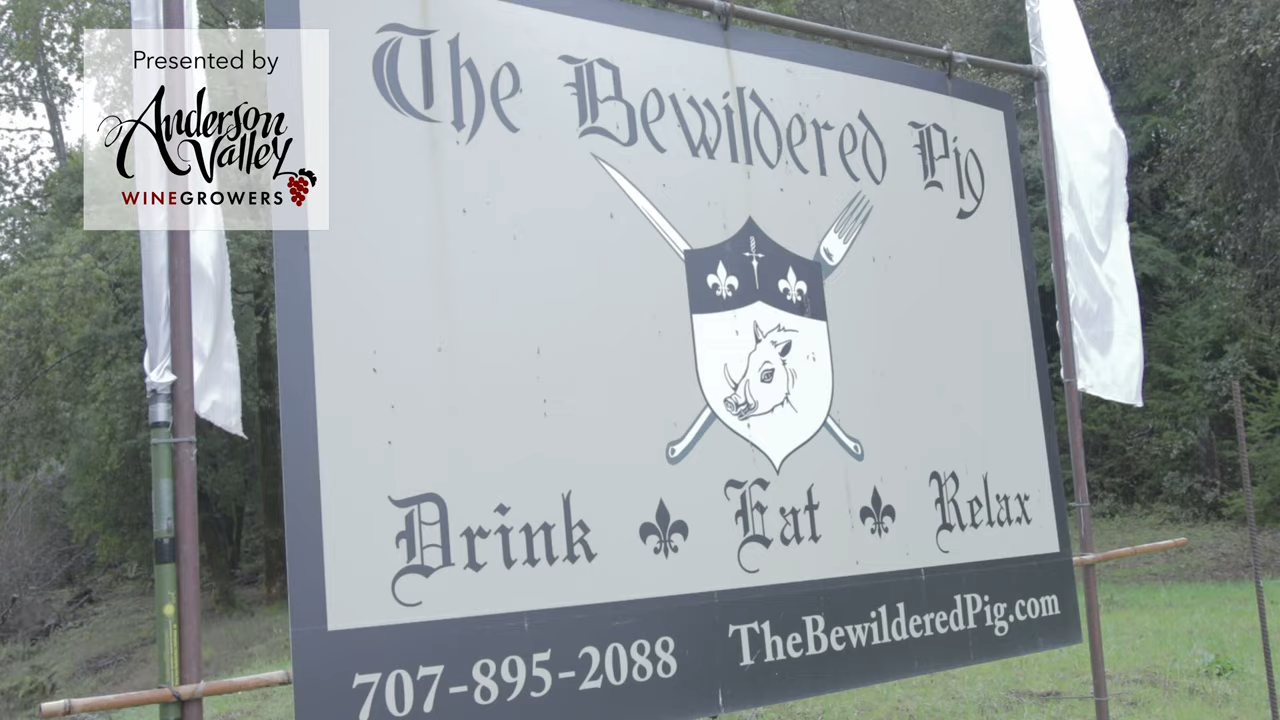 Presented by
Anderson
Valley
WINEGROWERS
The Bewildered Pig
Drink Eat Relax
707-895-2088 TheBewilderedPig.com